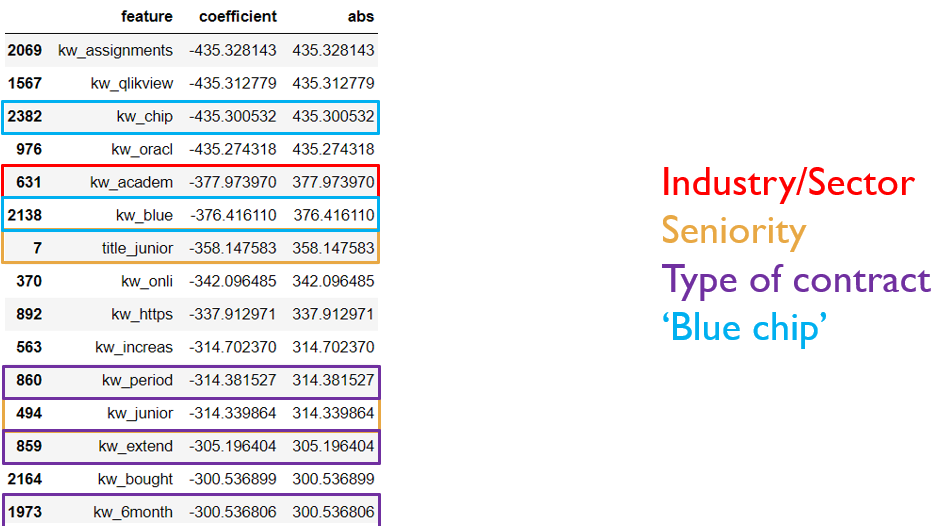 feature coefficient abs
2069 kw_assignments -435.328143 435.328143
1567 kw_qlikview -435.312779 435.312779
2382 kw_chip -435.300532 435.300532
976 kw_oracl -435.274318 435.274318
631 kw_academ -377.973970 377.973970
2138 kw_blue -376.416110 376.416110
7 title_junior -358.147583 358.147583
370 kw_onli -342.096485 342.096485
892 kw_https -337.912971 337.912971
563 kw_increas -314.702370 314.702370
860 kw_period -314.381527 314.381527
494 kw_junior -314.339864 314.339864
859 kw_extend -305.196404 305.196404
2164 kw_bought -300.536899 300.536899
1973 kw_6month -300.536806 300.536806
Industry/Sector
Seniority
Type of contract
‘Blue chip’